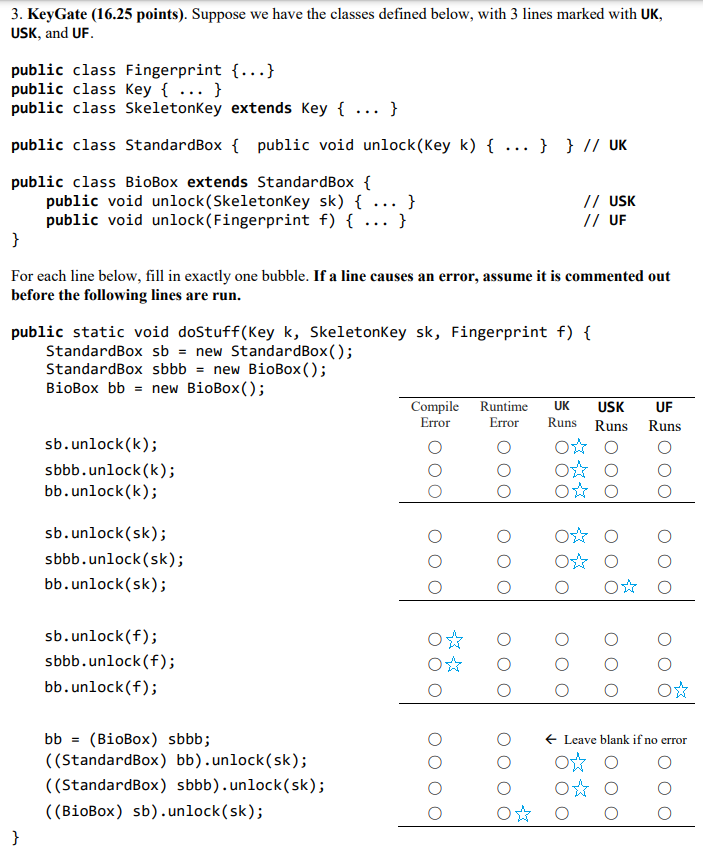 3. KeyGate (16.25 points). Suppose we have the classes defined below, with 3 lines marked with UK,
USK, and UF.
public class Fingerprint {...}
public class Key { ... }
public class SkeletonKey extends Key { ... }
public class StandardBox {  public void unlock(Key k) { ... } } // UK
public class BioBox extends StandardBox {
    public void unlock(SkeletonKey sk) { ... } // USK
    public void unlock(Fingerprint f) { ... } // UF
}
For each line below, fill in exactly one bubble. If a line causes an error, assume it is commented out
before the following lines are run.
public static void doStuff(Key k, SkeletonKey sk, Fingerprint f) {
    StandardBox sb = new StandardBox();
    StandardBox sbbb = new BioBox();
    BioBox bb = new BioBox();
Compile Error Runtime Error UK Runs USK Runs UF Runs
    sb.unlock(k);
    sbbb.unlock(k);
    bb.unlock(k);
    sb.unlock(sk);
    sbbb.unlock(sk);
    bb.unlock(sk);
    sb.unlock(f);
    sbbb.unlock(f);
    bb.unlock(f);
    bb = (BioBox) sbbb; ← Leave blank if no error
    ((StandardBox) bb).unlock(sk);
    ((StandardBox) sbbb).unlock(sk);
    ((BioBox) sb).unlock(sk);
}